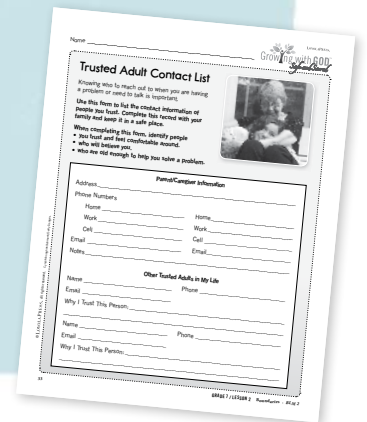 Name
Growing with GOD
Safe and Sacred
Trusted Adult Contact List
Knowing who to reach out to when you are having
a problem or need to talk is important.
Use this form to list the contact information of
people you trust. Complete this record with your
family and keep it in a safe place.
When completing this form, identify people
• you trust and feel comfortable around.
• who will believe you.
• who are old enough to help you solve a problem.
Parent/Caregiver Information
Address
Phone Numbers
Home Home
Work Work
Cell Cell
Email Email
Notes
Other Trusted Adults in My Life
Name Phone
Email
Why I Trust This Person:
Name Phone
Email
Why I Trust This Person:
GRADE 7 / LESSON 2